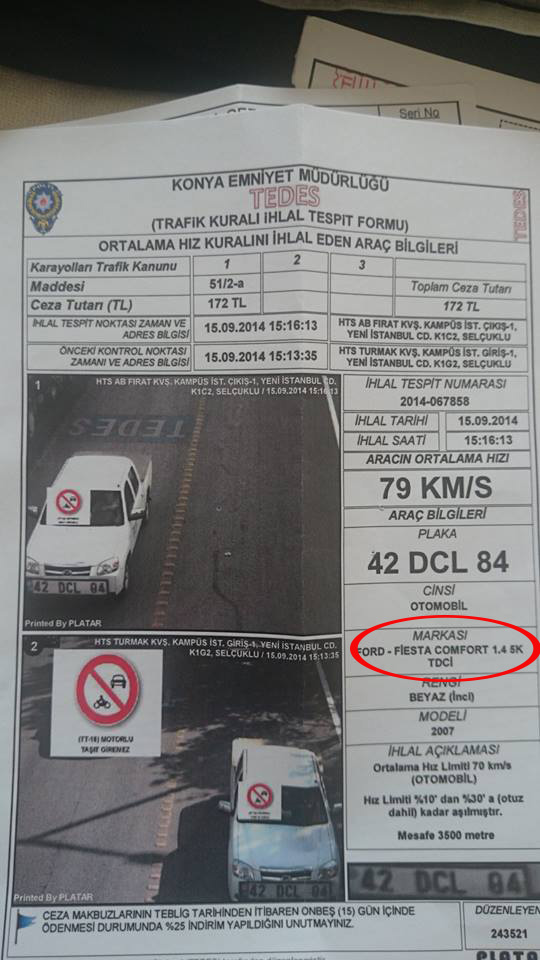 Seri No
KONYA EMNİYET MÜDÜRLÜĞÜ
TEDES
(TRAFİK KURALI İHLAL TESPİT FORMU)
TEDES
ORTALAMA HIZ KURALINI İHLAL EDEN ARAÇ BİLGİLERİ
Karayolları Trafik Kanunu 1 2 3
Maddesi 51/2-a Toplam Ceza Tutarı
Ceza Tutarı (TL) 172 TL 172 TL
İHLAL TESPİT NOKTASI ZAMAN VE ADRES BİLGİSİ 15.09.2014 15:16:13 HTS AB FIRAT KVŞ. KAMPÜS İST. ÇIKIŞ-1, YENİ İSTANBUL CD. K1C2, SELÇUKLU
ÖNCEKİ KONTROL NOKTASI ZAMANI VE ADRES BİLGİSİ 15.09.2014 15:13:35 HTS TURMAK KVŞ. KAMPÜS İST. GİRİŞ-1, YENİ İSTANBUL CD. K1G2, SELÇUKLU
1 HTS AB FIRAT KVŞ. KAMPÜS İST. ÇIKIŞ-1, YENİ İSTANBUL CD.
K1C2, SELÇUKLU / 15.09.2014 15:16:13
TEDES
42 DCL 84
Printed By PLATAR
2 HTS TURMAK KVŞ. KAMPÜS İST. GİRİŞ-1, YENİ İSTANBUL CD.
K1G2, SELÇUKLU / 15.09.2014 15:13:35
(TT-18) MOTORLU
TAŞIT GİREMEZ
42 DCL 84
Printed By PLATAR
İHLAL TESPİT NUMARASI
2014-067858
İHLAL TARİHİ 15.09.2014
İHLAL SAATİ 15:16:13
ARACIN ORTALAMA HIZI
79 KM/S
ARAÇ BİLGİLERİ
PLAKA
42 DCL 84
CİNSİ
OTOMOBİL
MARKASI
FORD - FİESTA COMFORT 1.4 5K
TDCİ
RENGİ
BEYAZ (İnci)
MODELİ
2007
İHLAL AÇIKLAMASI
Ortalama Hız Limiti 70 km/s
(OTOMOBİL)
Hız Limiti %10' dan %30' a (otuz
dahil) kadar aşılmıştır.
Mesafe 3500 metre
42 DCL 84
CEZA MAKBUZLARININ TEBLİG TARİHİNDEN İTİBAREN ONBEŞ (15) GÜN İÇİNDE
ÖDENMESİ DURUMUNDA %25 İNDİRİM YAPILDIĞINI UNUTMAYINIZ.
DÜZENLEYEN
243521